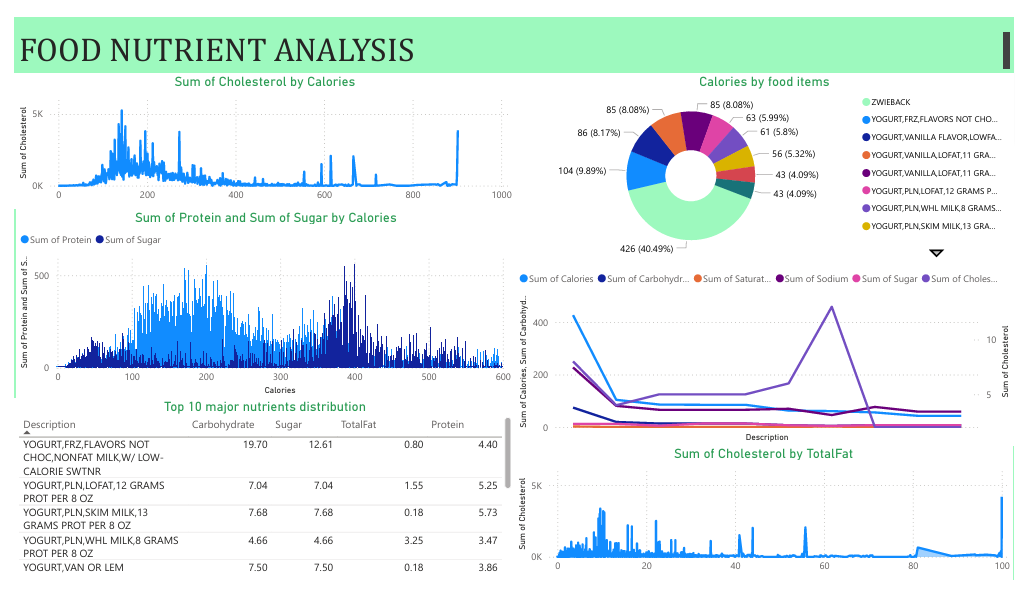 FOOD NUTRIENT ANALYSIS
Sum of Cholesterol by Calories
Sum of Cholesterol
5K
0K
0 200 400 600 800 1000
Sum of Protein and Sum of Sugar by Calories
Sum of Protein Sum of Sugar
Sum of Protein and Sum of S...
500
0
0 100 200 300 400 500 600
Calories
Top 10 major nutrients distribution
Description Carbohydrate Sugar TotalFat Protein
YOGURT,FRZ,FLAVORS NOT 19.70 12.61 0.80 4.40
CHOC,NONFAT MILK,W/ LOW-
CALORIE SWTNR
YOGURT,PLN,LOFAT,12 GRAMS 7.04 7.04 1.55 5.25
PROT PER 8 OZ
YOGURT,PLN,SKIM MILK,13 7.68 7.68 0.18 5.73
GRAMS PROT PER 8 OZ
YOGURT,PLN,WHL MILK,8 GRAMS 4.66 4.66 3.25 3.47
PROT PER 8 OZ
YOGURT,VAN OR LEM 7.50 7.50 0.18 3.86
Calories by food items
85 (8.08%)
85 (8.08%)
63 (5.99%)
86 (8.17%)
61 (5.8%)
56 (5.32%)
104 (9.89%)
43 (4.09%)
43 (4.09%)
426 (40.49%)
ZWIEBACK
YOGURT,FRZ,FLAVORS NOT CHO...
YOGURT,VANILLA FLAVOR,LOWFA...
YOGURT,VANILLA,LOFAT,11 GRA...
YOGURT,VANILLA,LOFAT,11 GRA...
YOGURT,PLN,LOFAT,12 GRAMS P...
YOGURT,PLN,WHL MILK,8 GRAMS...
YOGURT,PLN,SKIM MILK,13 GRA...
Sum of Calories Sum of Carbohydr... Sum of Saturat... Sum of Sodium Sum of Sugar Sum of Choles...
Sum of Calories, Sum of Carbohyd...
400
200
0
10
5
Sum of Cholesterol
Description
Sum of Cholesterol by TotalFat
Sum of Cholesterol
5K
0K
0 20 40 60 80 100